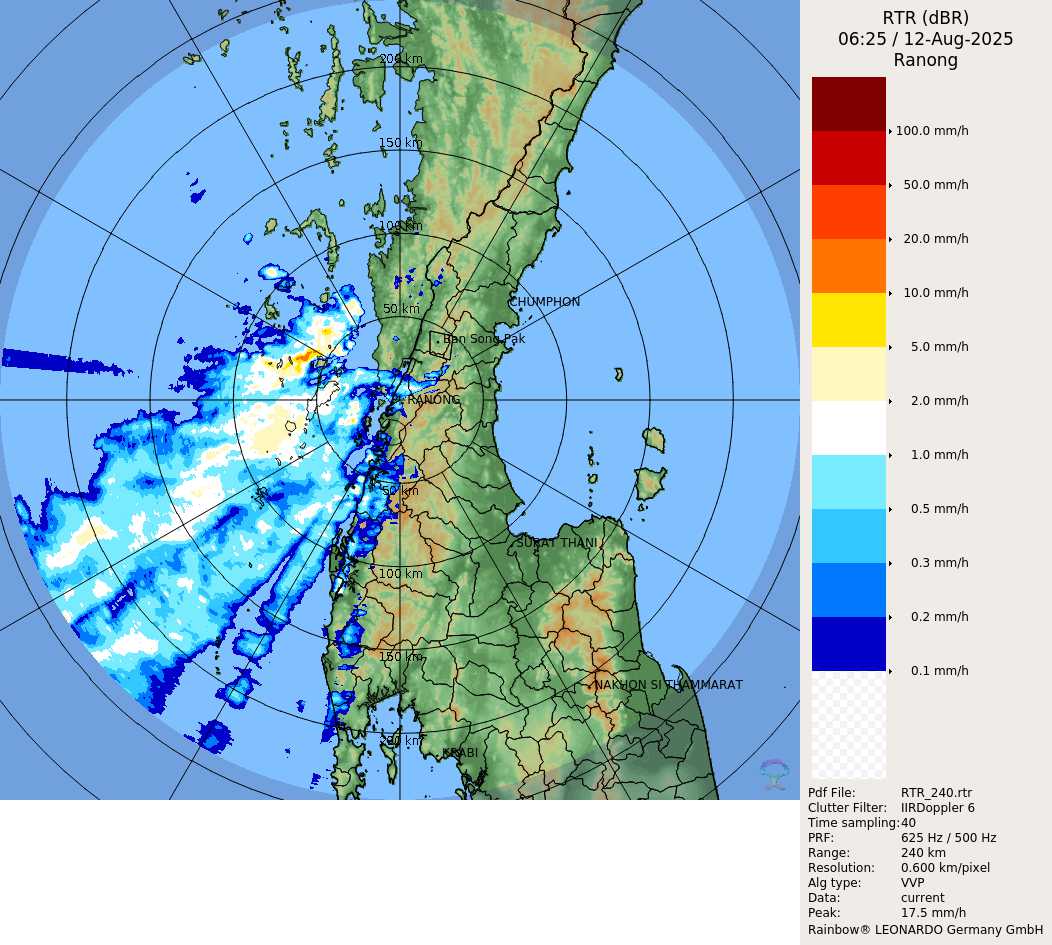 RTR (dBR)
06:25 / 12-Aug-2025
Ranong
100.0 mm/h
50.0 mm/h
20.0 mm/h
10.0 mm/h
5.0 mm/h
2.0 mm/h
1.0 mm/h
0.5 mm/h
0.3 mm/h
0.2 mm/h
0.1 mm/h
Pdf File: RTR_240.rtr
Clutter Filter: IIRDoppler 6
Time sampling: 40
PRF: 625 Hz / 500 Hz
Range: 240 km
Resolution: 0.600 km/pixel
Alg type: VVP
Data: current
Peak: 17.5 mm/h
Rainbow® LEONARDO Germany GmbH
200 km
150 km
100 km
CHUMPHON
50 km
Ban Song Pak
RANONG
50 km
SURAT THANI
100 km
150 km
NAKHON SI THAMMARAT
200 km
KRABI